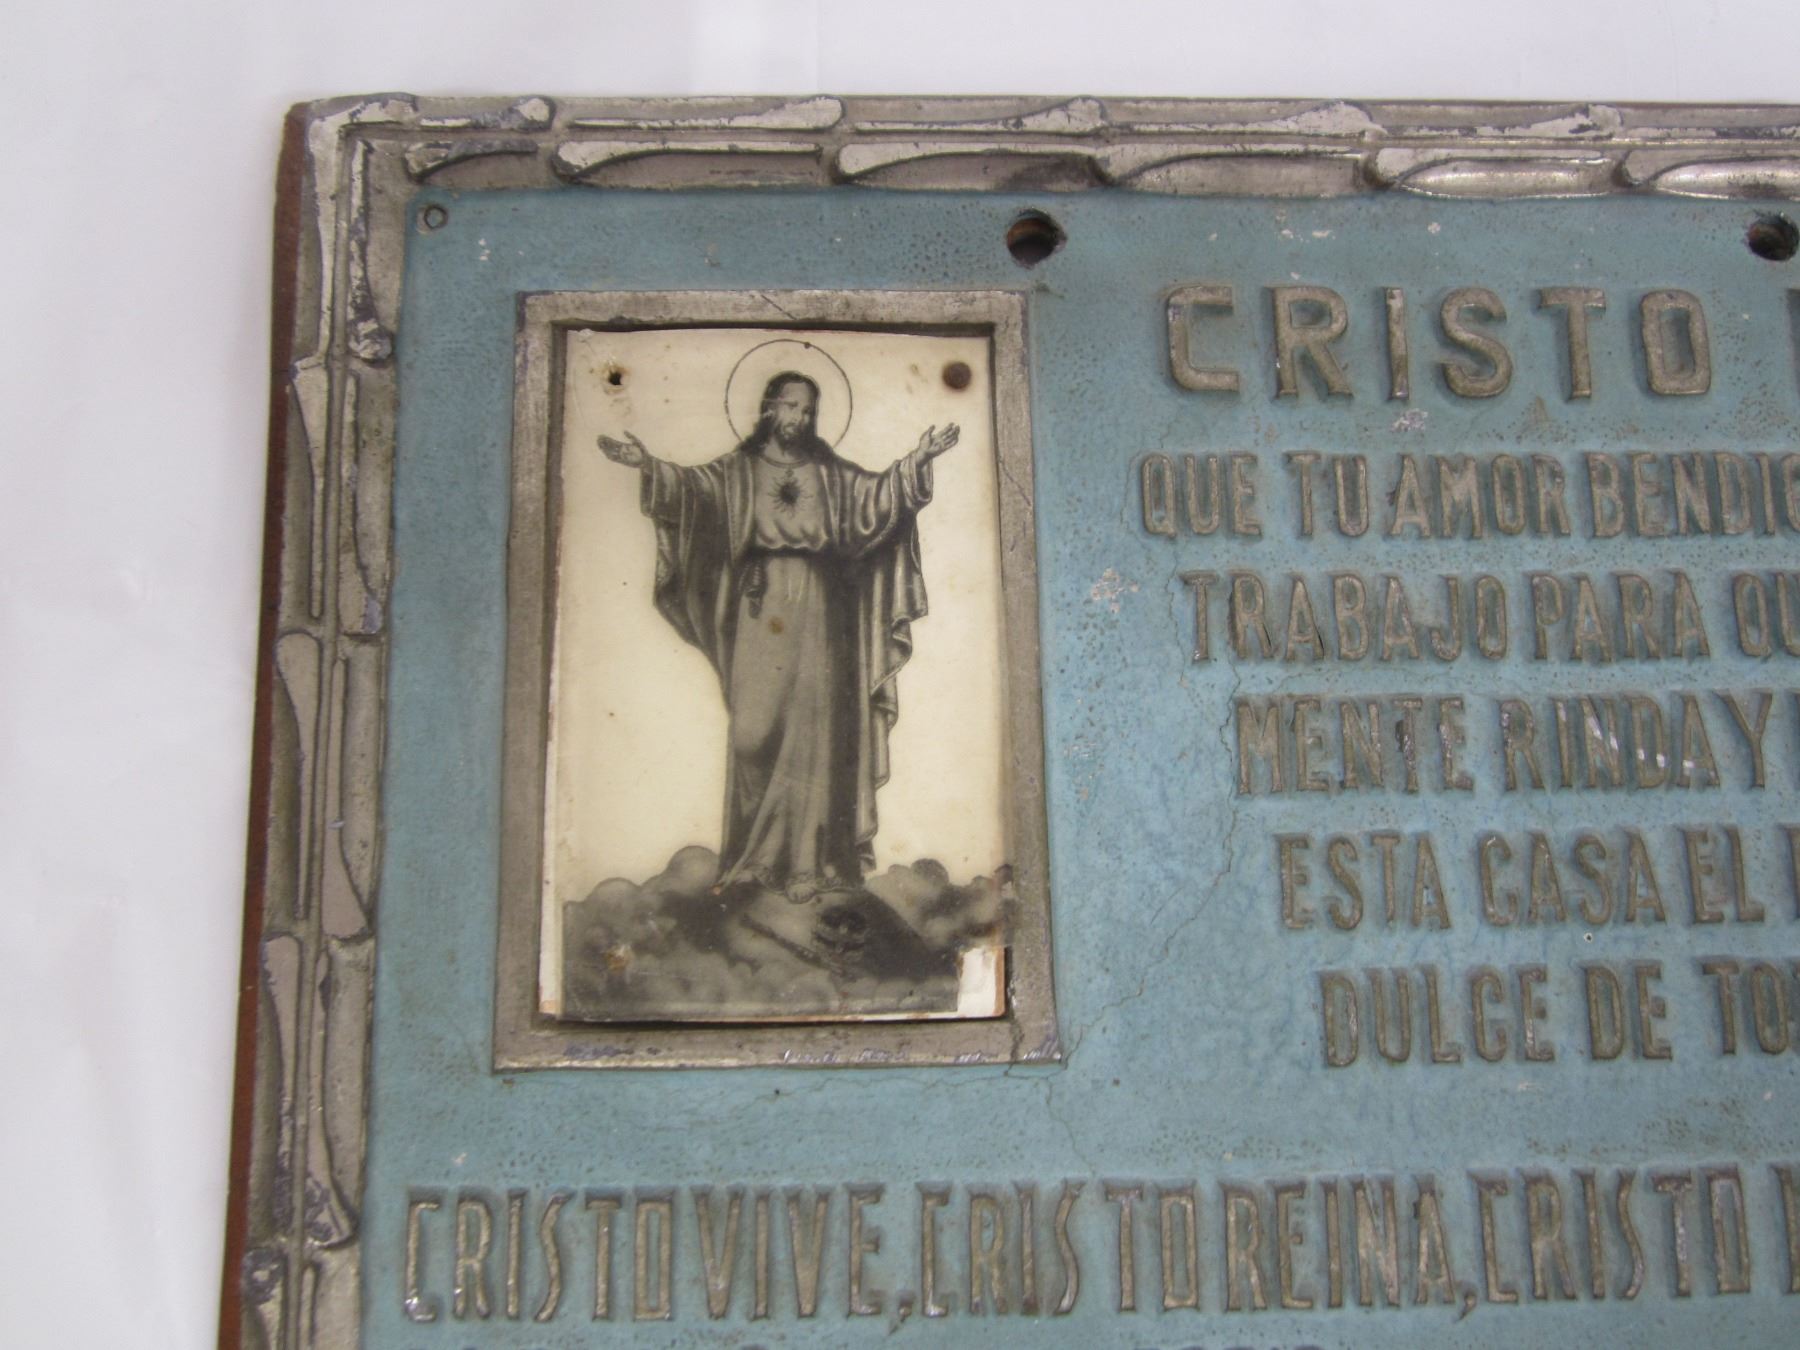 CRISTO
QUE TU AMOR BENDIG
TRABAJO PARA QU
MENTE RINDA Y
ESTA CASA EL
DULCE DE TO
CRISTO VIVE, CRISTO REINA, CRISTO